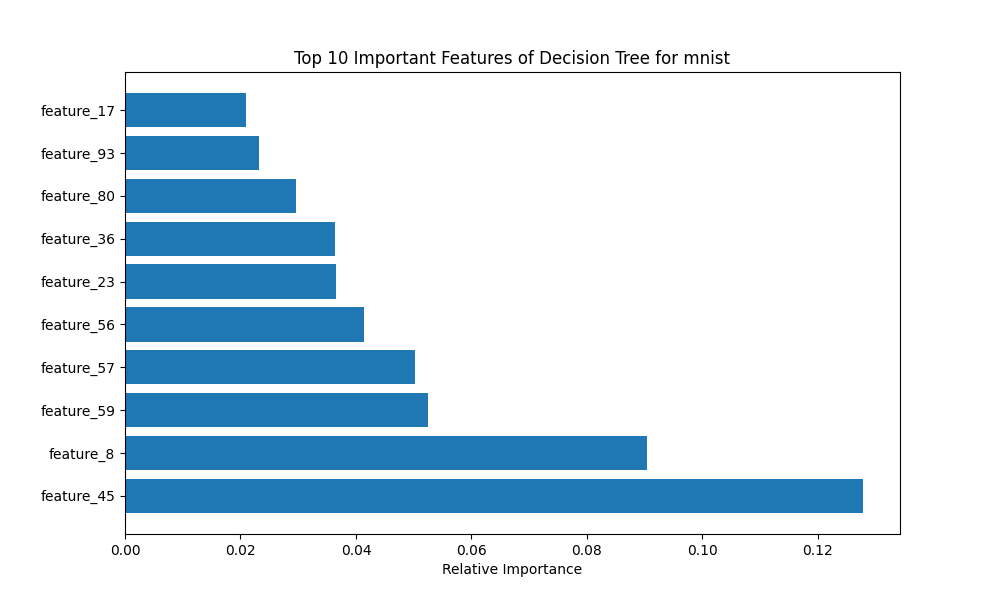 Top 10 Important Features of Decision Tree for mnist
feature_17
feature_93
feature_80
feature_36
feature_23
feature_56
feature_57
feature_59
feature_8
feature_45
0.00 0.02 0.04 0.06 0.08 0.10 0.12
Relative Importance